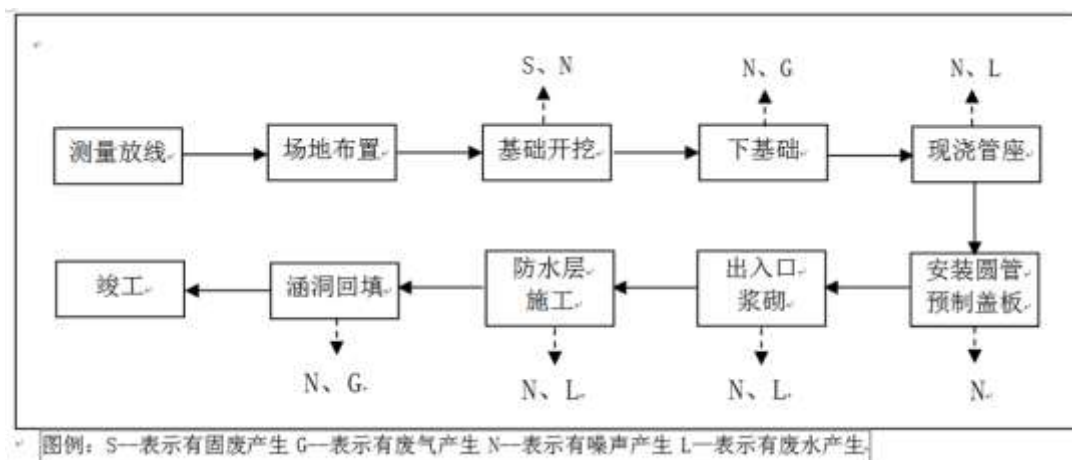 S、N
N、G
N、L
测量放线
场地布置
基础开挖
下基础
现浇管座
竣工
涵洞回填
防水层
施工
出入口
浆砌
安装圆管
预制盖板
N、G
N、L
N、L
N
图例：S—表示有固废产生 G—表示有废气产生 N—表示有噪声产生 L—表示有废水产生